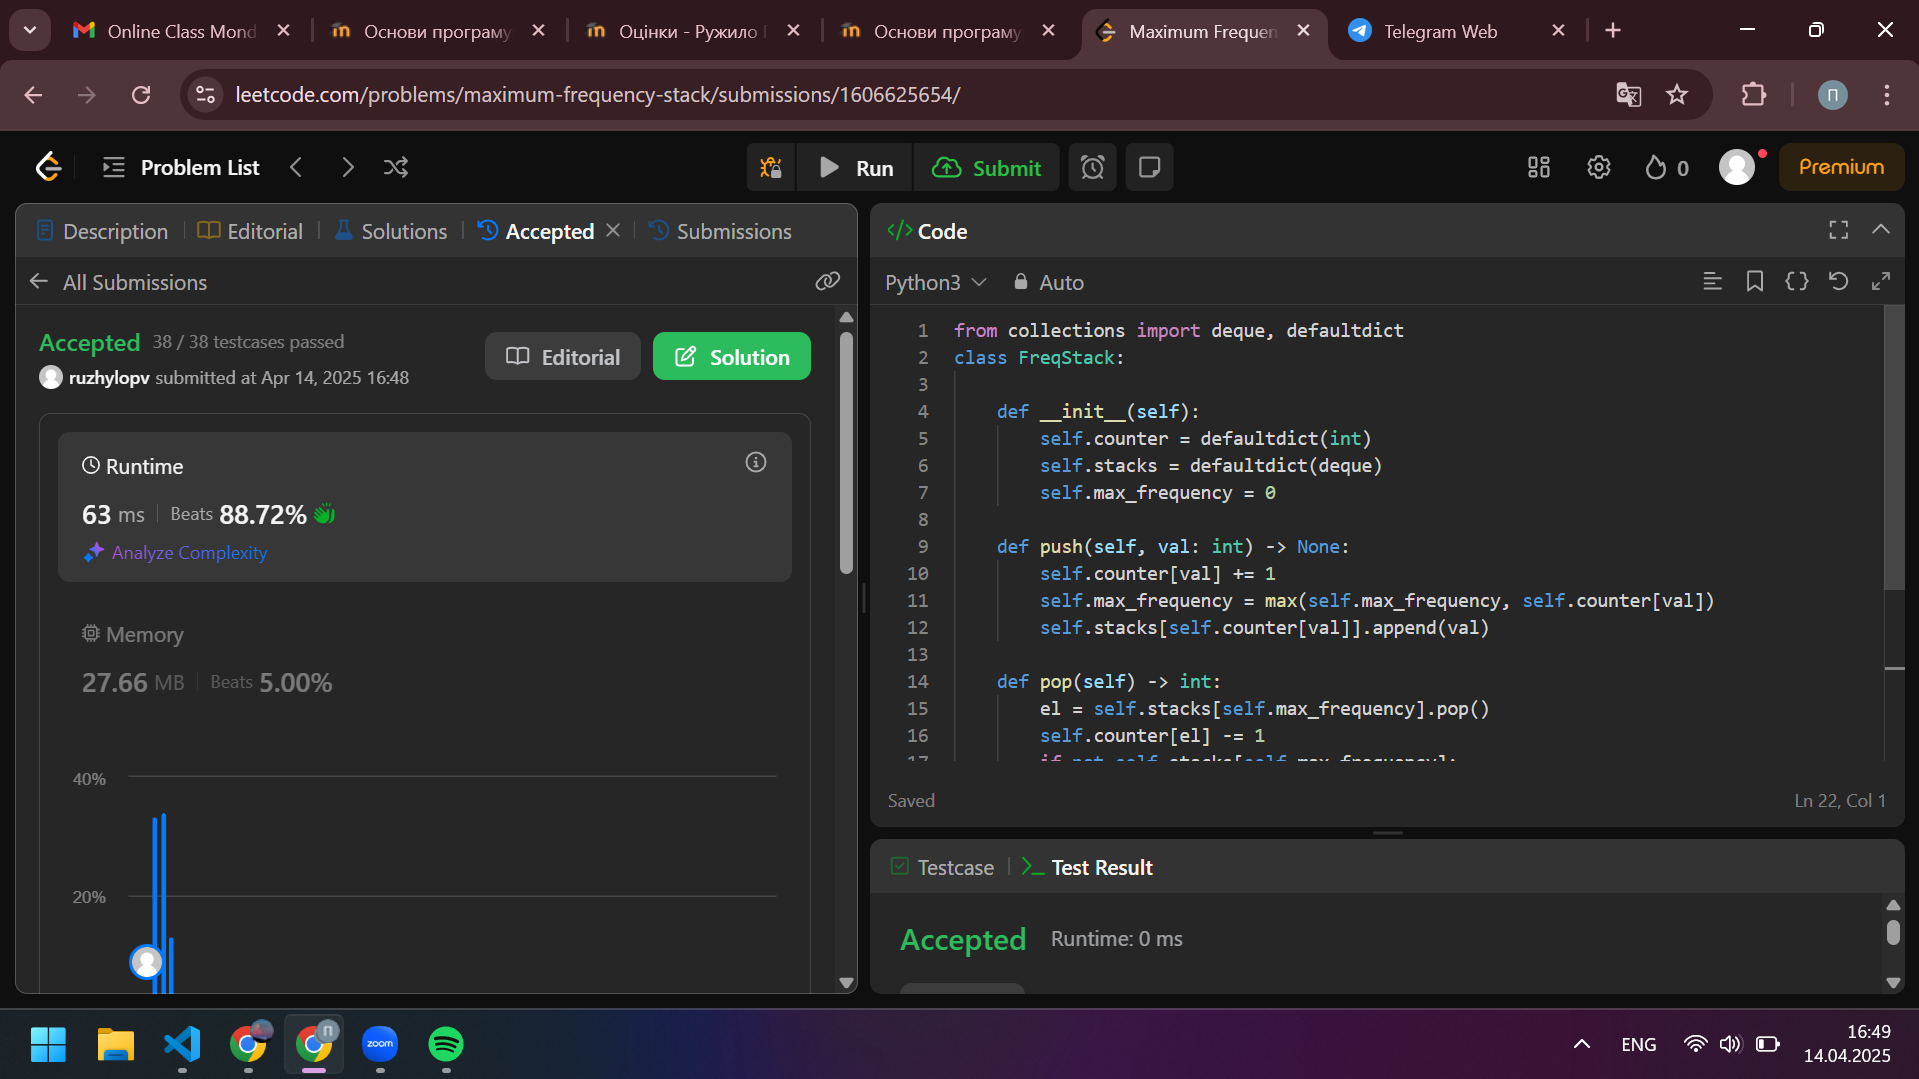 Online Class Mond
Основи програму
Оцінки - Ружило
Основи програму
Maximum Frequen
Telegram Web
leetcode.com/problems/maximum-frequency-stack/submissions/1606625654/
П
Problem List
Run
Submit
0
Premium
Description
Editorial
Solutions
Accepted
Submissions
All Submissions
Accepted 38 / 38 testcases passed
ruzhylopv submitted at Apr 14, 2025 16:48
Editorial
Solution
Runtime
63 ms Beats 88.72%
Analyze Complexity
Memory
27.66 MB Beats 5.00%
40%
20%
</> Code
Python3
Auto
1 from collections import deque, defaultdict
2 class FreqStack:
3
4 def __init__(self):
5 self.counter = defaultdict(int)
6 self.stacks = defaultdict(deque)
7 self.max_frequency = 0
8
9 def push(self, val: int) -> None:
10 self.counter[val] += 1
11 self.max_frequency = max(self.max_frequency, self.counter[val])
12 self.stacks[self.counter[val]].append(val)
13
14 def pop(self) -> int:
15 el = self.stacks[self.max_frequency].pop()
16 self.counter[el] -= 1
17 if not self.stacks[self.max_frequency]:
Saved
Ln 22, Col 1
Testcase
Test Result
Accepted Runtime: 0 ms
П
zoom
ENG
16:49
14.04.2025